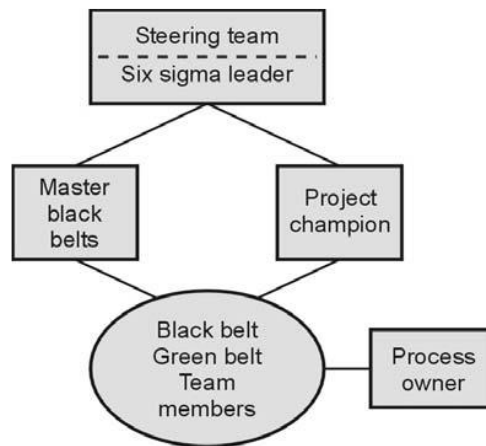 Steering team
Six sigma leader
Master
black
belts
Project
champion
Black belt
Green belt
Team
members
Process
owner